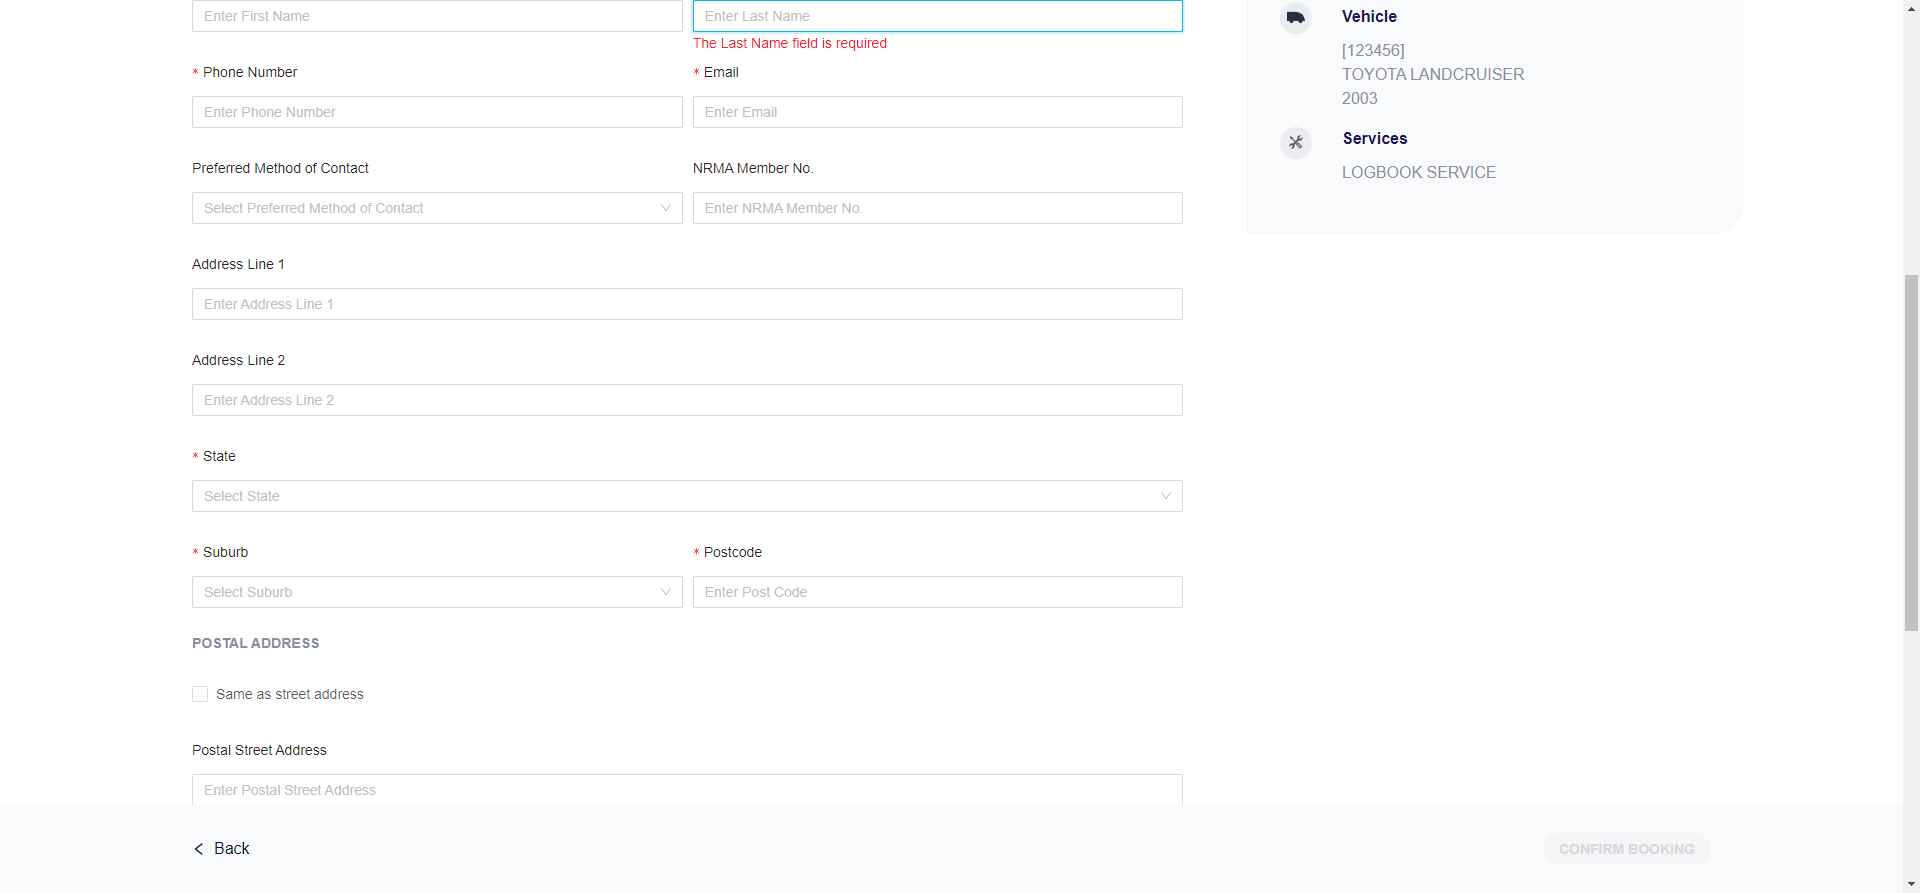 Enter First Name
Enter Last Name
The Last Name field is required
* Phone Number
* Email
Enter Phone Number
Enter Email
Preferred Method of Contact
NRMA Member No.
Select Preferred Method of Contact
Enter NRMA Member No.
Address Line 1
Enter Address Line 1
Address Line 2
Enter Address Line 2
* State
Select State
* Suburb
* Postcode
Select Suburb
Enter Post Code
POSTAL ADDRESS
Same as street address
Postal Street Address
Enter Postal Street Address
Vehicle
[123456]
TOYOTA LANDCRUISER
2003
Services
LOGBOOK SERVICE
Back
CONFIRM BOOKING